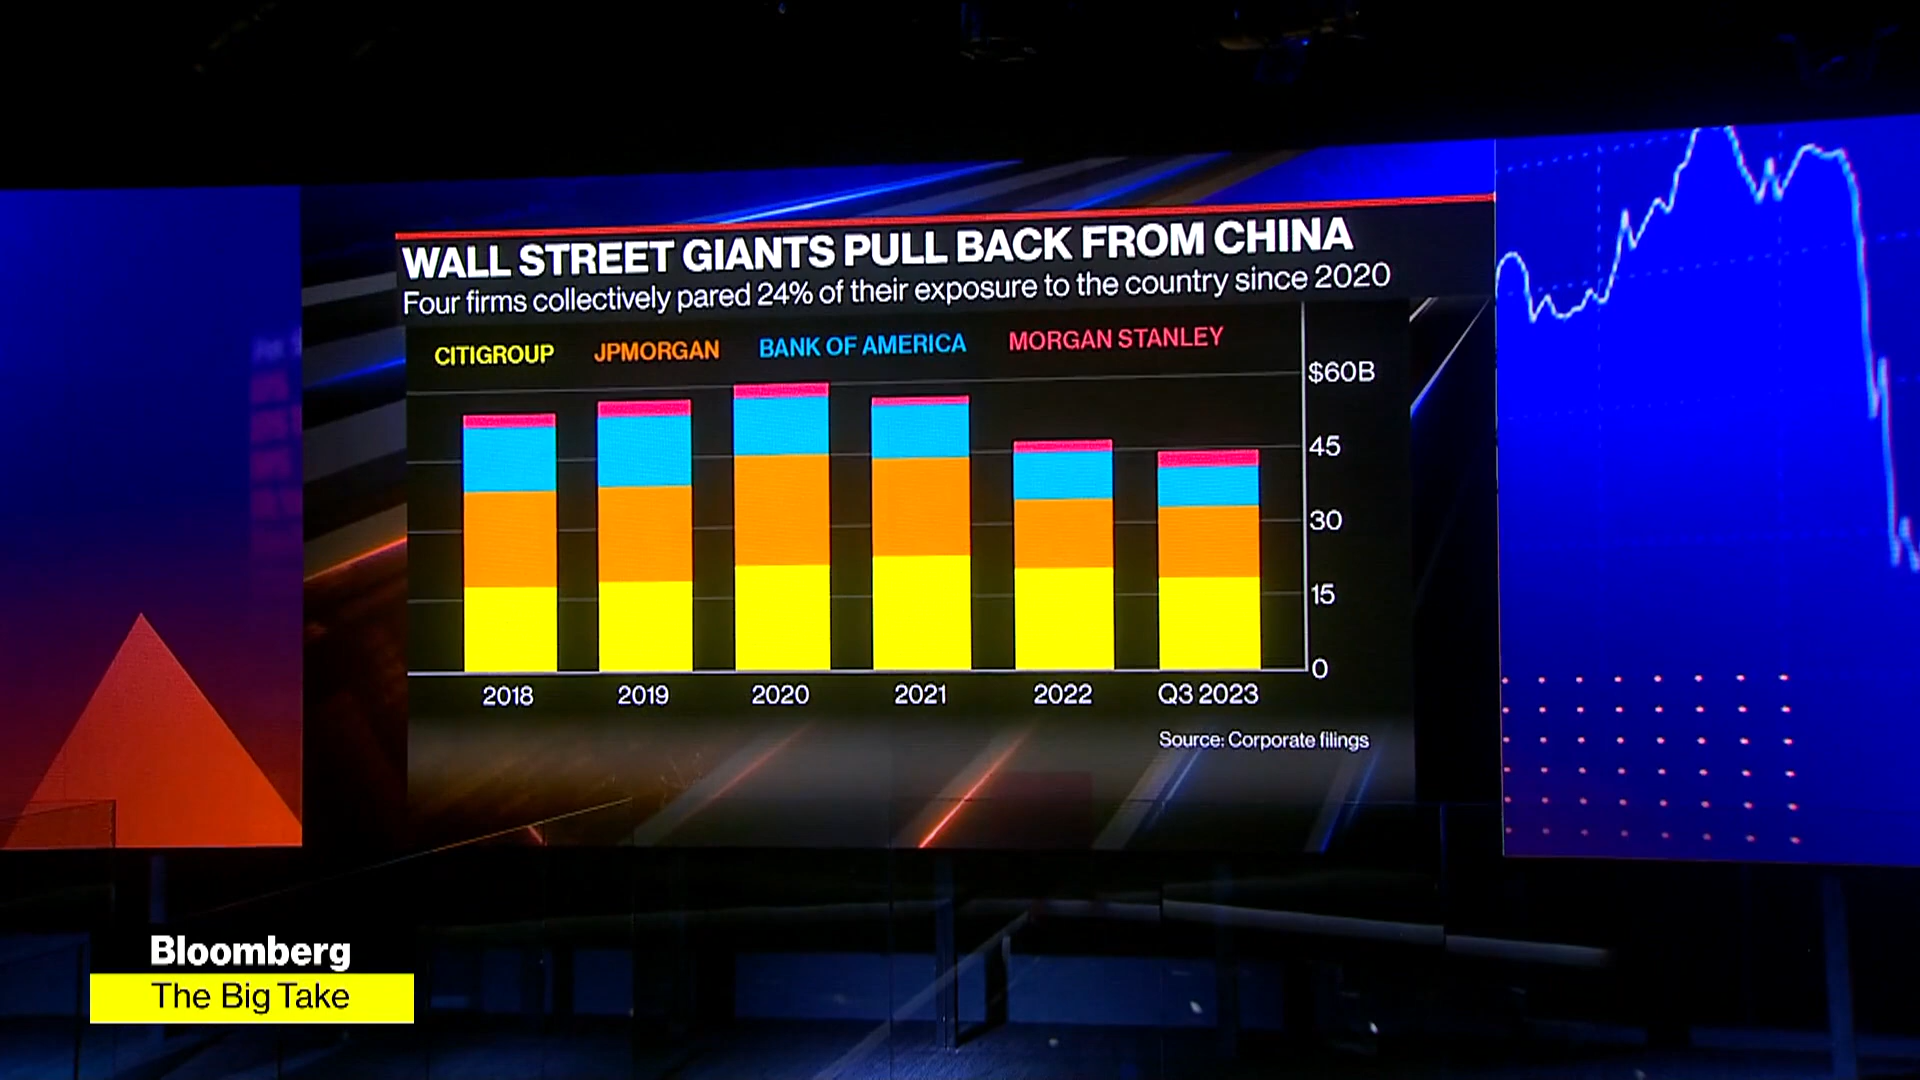 WALL STREET GIANTS PULL BACK FROM CHINA
Four firms collectively pared 24% of their exposure to the country since 2020
CITIGROUP JPMORGAN BANK OF AMERICA MORGAN STANLEY
$60B
45
30
15
0
2018 2019 2020 2021 2022 Q3 2023
Source: Corporate filings
Bloomberg
The Big Take